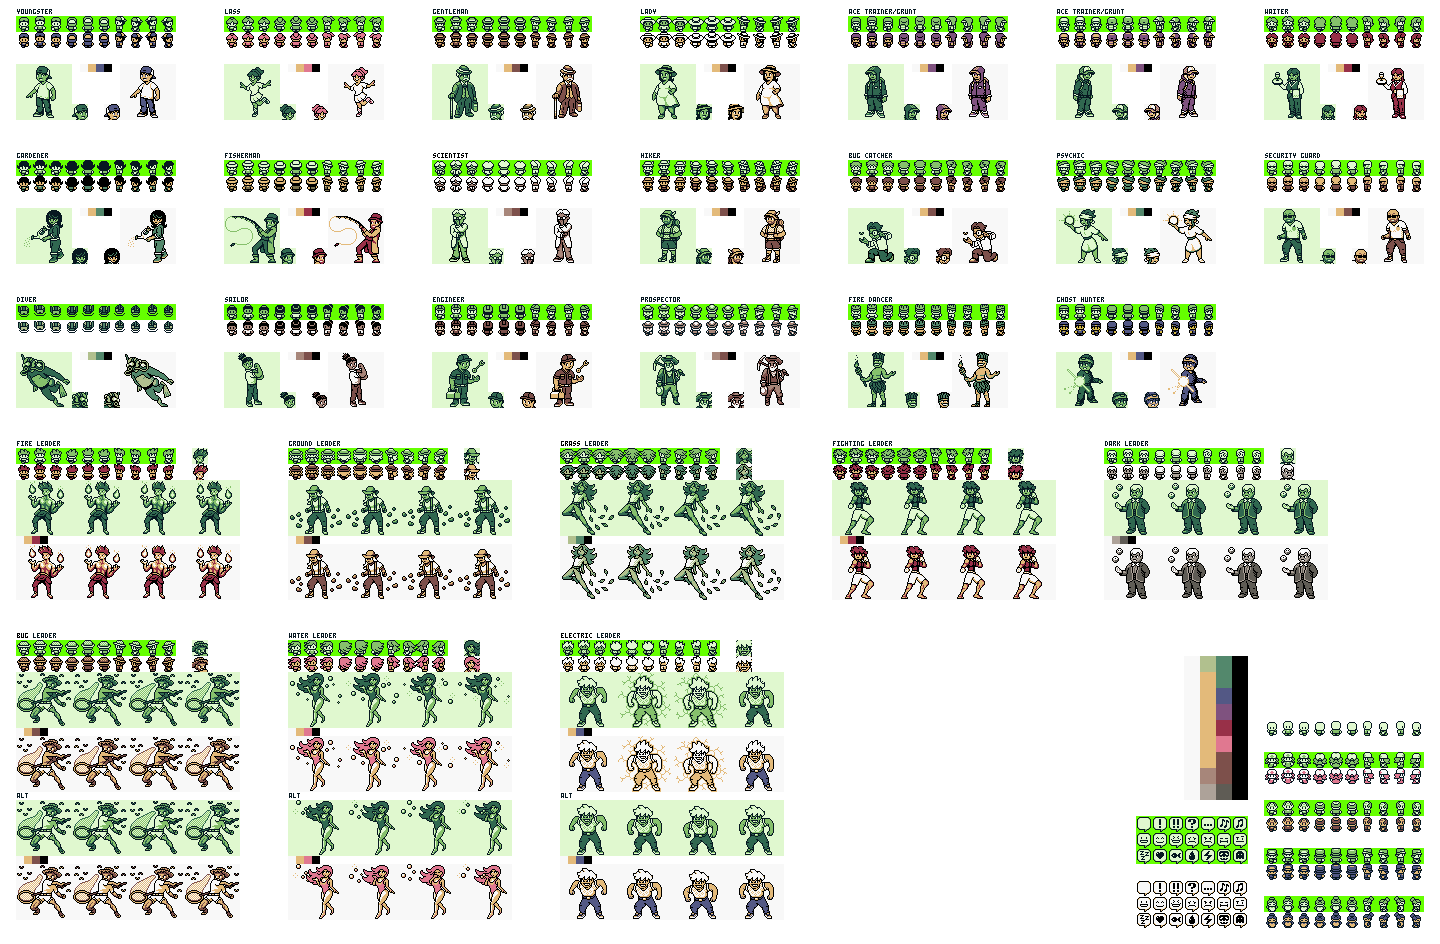 YOUNGSTER
LASS
GENTLEMAN
LADY
ACE TRAINER/GRUNT
ACE TRAINER/GRUNT
WAITER
GARDENER
FISHERMAN
SCIENTIST
HIKER
BUG CATCHER
PSYCHIC
SECURITY GUARD
DIVER
SAILOR
ENGINEER
PROSPECTOR
FIRE DANCER
GHOST HUNTER
FIRE LEADER
GROUND LEADER
GRASS LEADER
FIGHTING LEADER
DARK LEADER
BUG LEADER
WATER LEADER
ELECTRIC LEADER
ALT
ALT
ALT
! !! ? ...
! !! ? ...